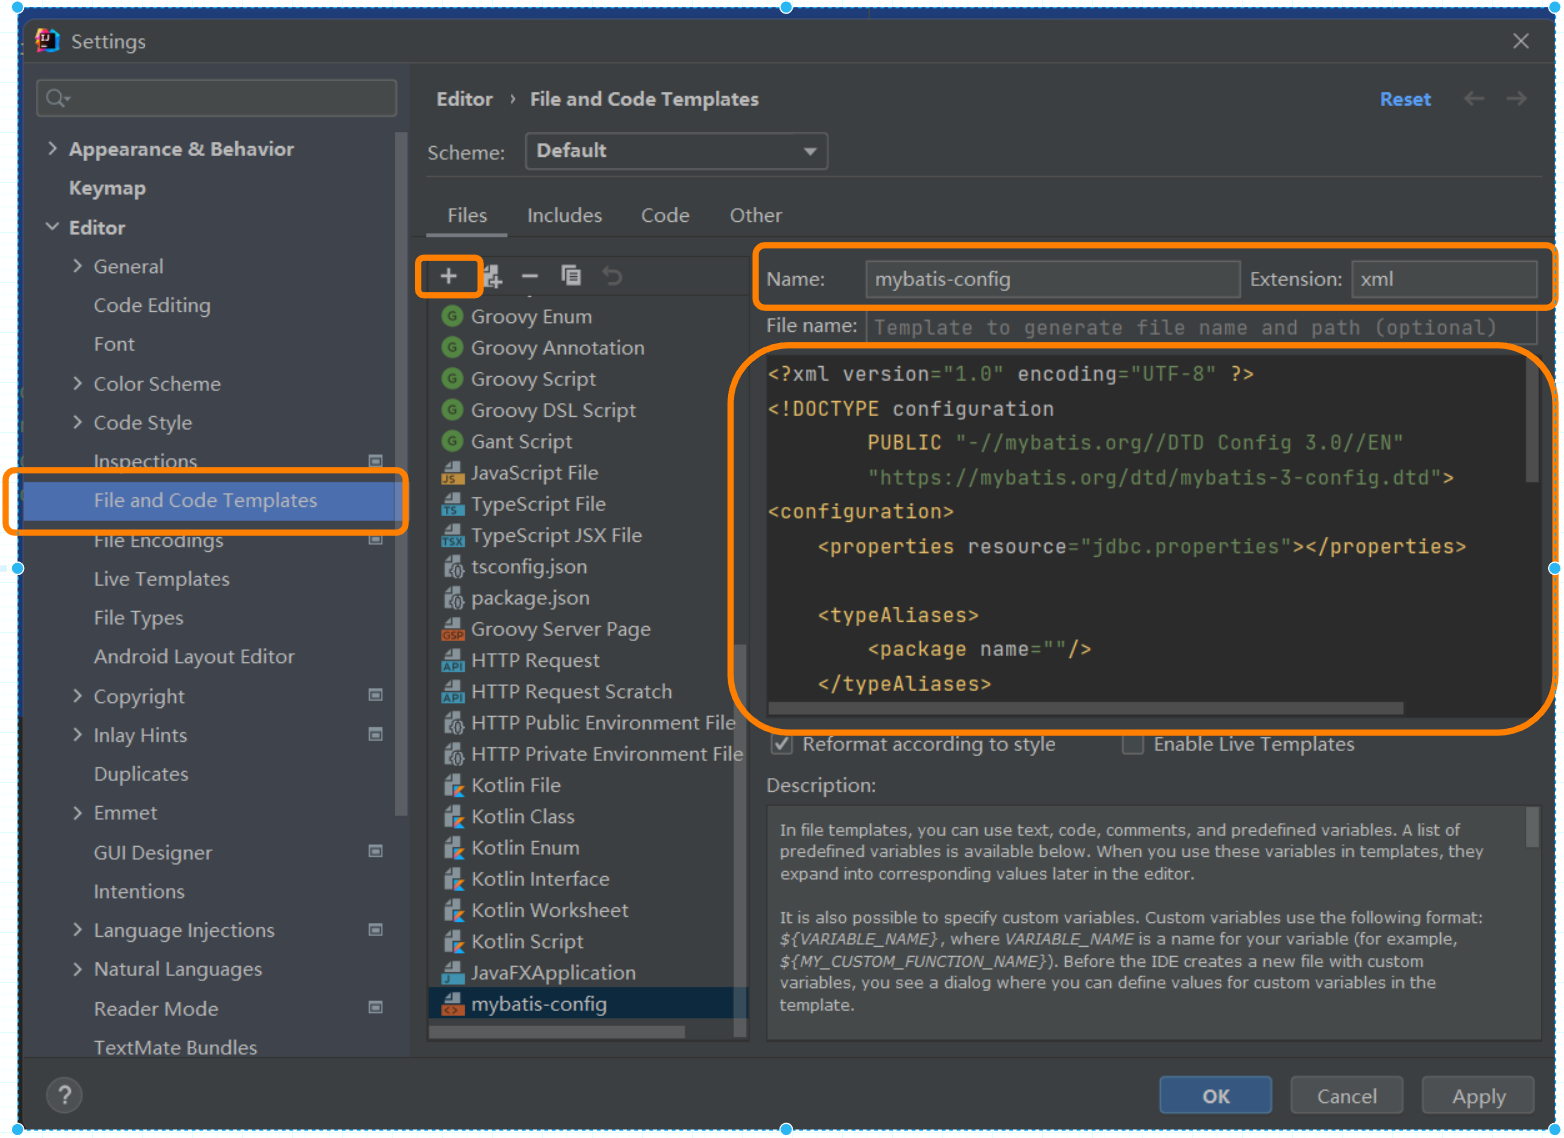 Settings
Appearance & Behavior
Keymap
Editor
General
Code Editing
Font
Color Scheme
Code Style
Inspections
File and Code Templates
File Encodings
Live Templates
File Types
Android Layout Editor
Copyright
Inlay Hints
Duplicates
Emmet
GUI Designer
Intentions
Language Injections
Natural Languages
Reader Mode
TextMate Bundles
Editor › File and Code Templates
Reset
Scheme: Default
Files Includes Code Other
Groovy Enum
Groovy Annotation
Groovy Script
Groovy DSL Script
Gant Script
JavaScript File
TypeScript File
TypeScript JSX File
tsconfig.json
package.json
Groovy Server Page
HTTP Request
HTTP Request Scratch
HTTP Public Environment File
HTTP Private Environment File
Kotlin File
Kotlin Class
Kotlin Enum
Kotlin Interface
Kotlin Worksheet
Kotlin Script
JavaFXApplication
mybatis-config
Name: mybatis-config Extension: xml
File name: Template to generate file name and path (optional)
<?xml version="1.0" encoding="UTF-8" ?>
<!DOCTYPE configuration
PUBLIC "-//mybatis.org//DTD Config 3.0//EN"
"https://mybatis.org/dtd/mybatis-3-config.dtd">
<configuration>
<properties resource="jdbc.properties"></properties>
<typeAliases>
<package name=""/>
</typeAliases>
Reformat according to style Enable Live Templates
Description:
In file templates, you can use text, code, comments, and predefined variables. A list of
predefined variables is available below. When you use these variables in templates, they
expand into corresponding values later in the editor.
It is also possible to specify custom variables. Custom variables use the following format:
${VARIABLE_NAME}, where VARIABLE_NAME is a name for your variable (for example,
${MY_CUSTOM_FUNCTION_NAME}). Before the IDE creates a new file with custom
variables, you see a dialog where you can define values for custom variables in the
template.
?
OK Cancel Apply